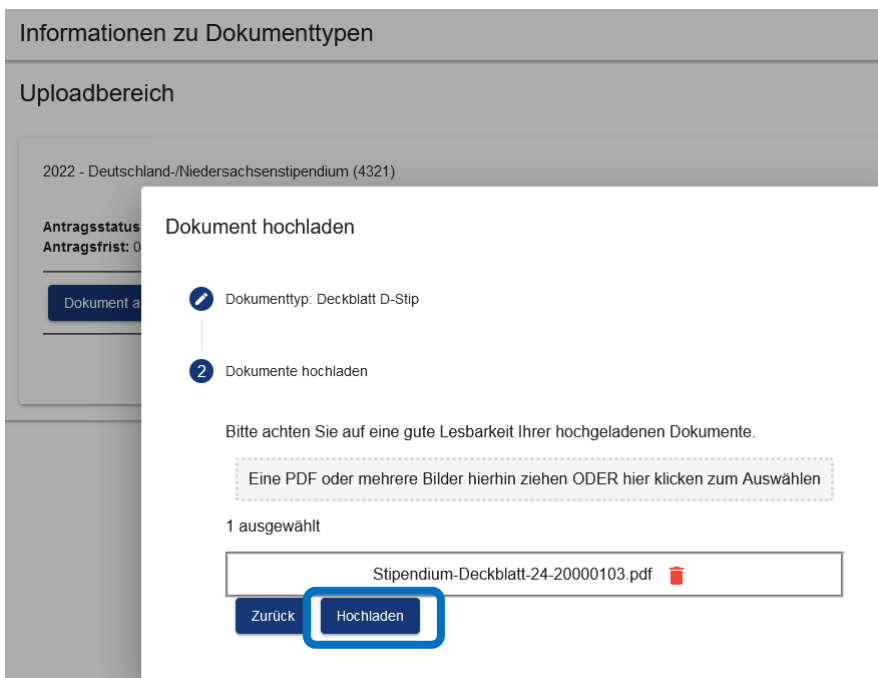 Informationen zu Dokumenttypen
Uploadbereich
2022 - Deutschland-/Niedersachsenstipendium (4321)
Antragsstatus
Antragsfrist: 0
Dokument a
Dokument hochladen
Dokumenttyp: Deckblatt D-Stip
2 Dokumente hochladen
Bitte achten Sie auf eine gute Lesbarkeit Ihrer hochgeladenen Dokumente.
Eine PDF oder mehrere Bilder hierhin ziehen ODER hier klicken zum Auswählen
1 ausgewählt
Stipendium-Deckblatt-24-20000103.pdf
Zurück Hochladen